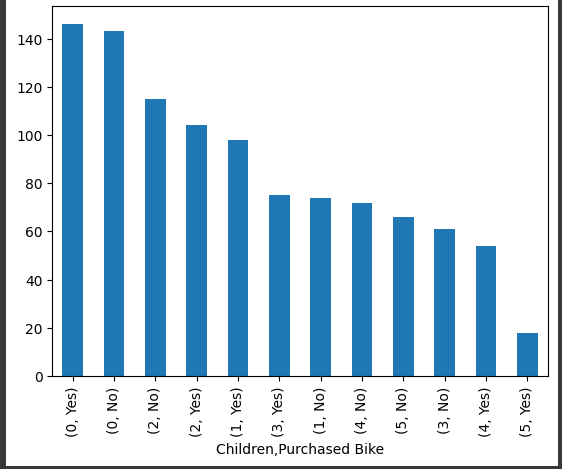 140
120
100
80
60
40
20
0
(0, Yes)
(0, No)
(2, No)
(2, Yes)
(1, Yes)
(3, Yes)
(1, No)
(4, No)
(5, No)
(3, No)
(4, Yes)
(5, Yes)
Children,Purchased Bike